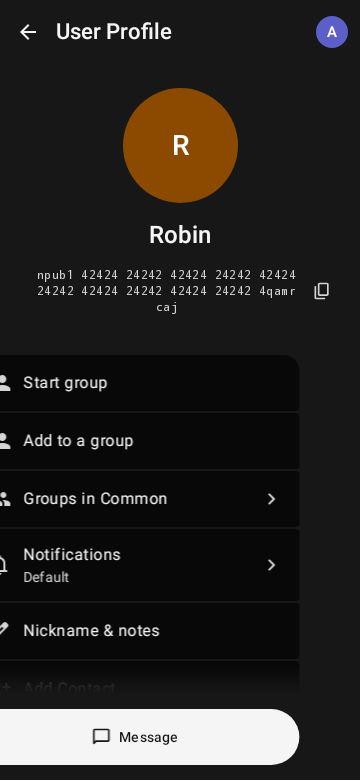 User Profile
A
R
Robin
npub1 42424 24242 42424 24242 42424
24242 42424 24242 42424 24242 4qamr
caj
Start group
Add to a group
Groups in Common
Notifications
Default
Nickname & notes
Add Contact
Message